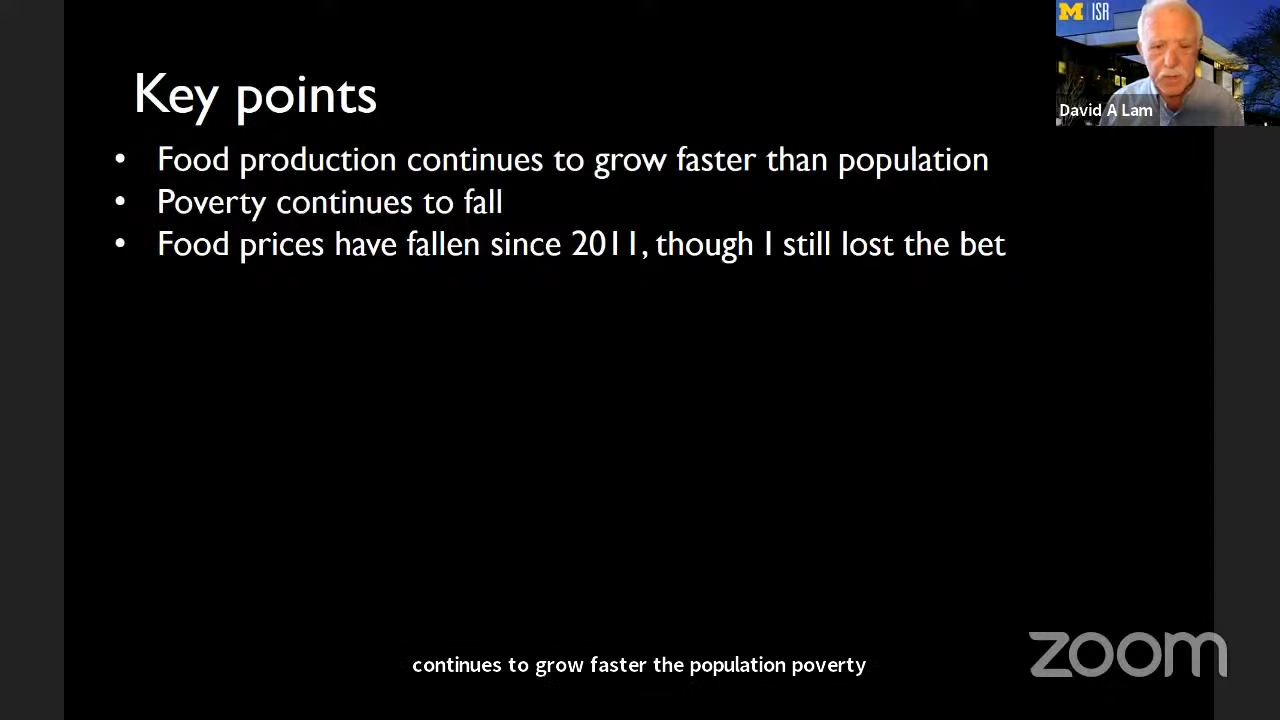 M | ISR
David A Lam
Key points
• Food production continues to grow faster than population
• Poverty continues to fall
• Food prices have fallen since 2011, though I still lost the bet
continues to grow faster the population poverty
zoom